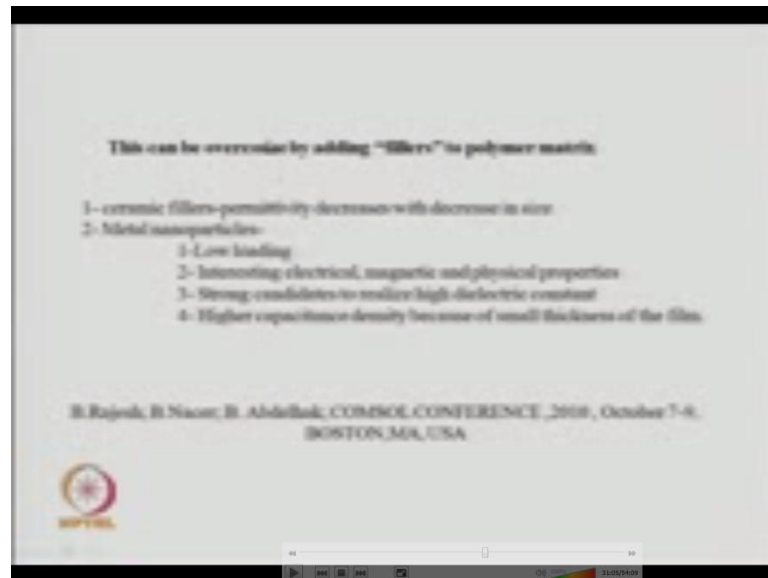 This can be overcome by adding "fillers" to polymer matrix
1- ceramic fillers-permittivity decreases with decrease in size
2- Metal nanoparticles-
1-Low loading
2- Interesting electrical, magnetic and physical properties
3- Strong candidates to realize high dielectric constant
4- Higher capacitance density because of small thickness of the film.
B.Rajesh, B.Nacer, B. Abdelhak, COMSOL CONFERENCE ,2010 , October 7-9,
BOSTON,MA, USA
NPTEL